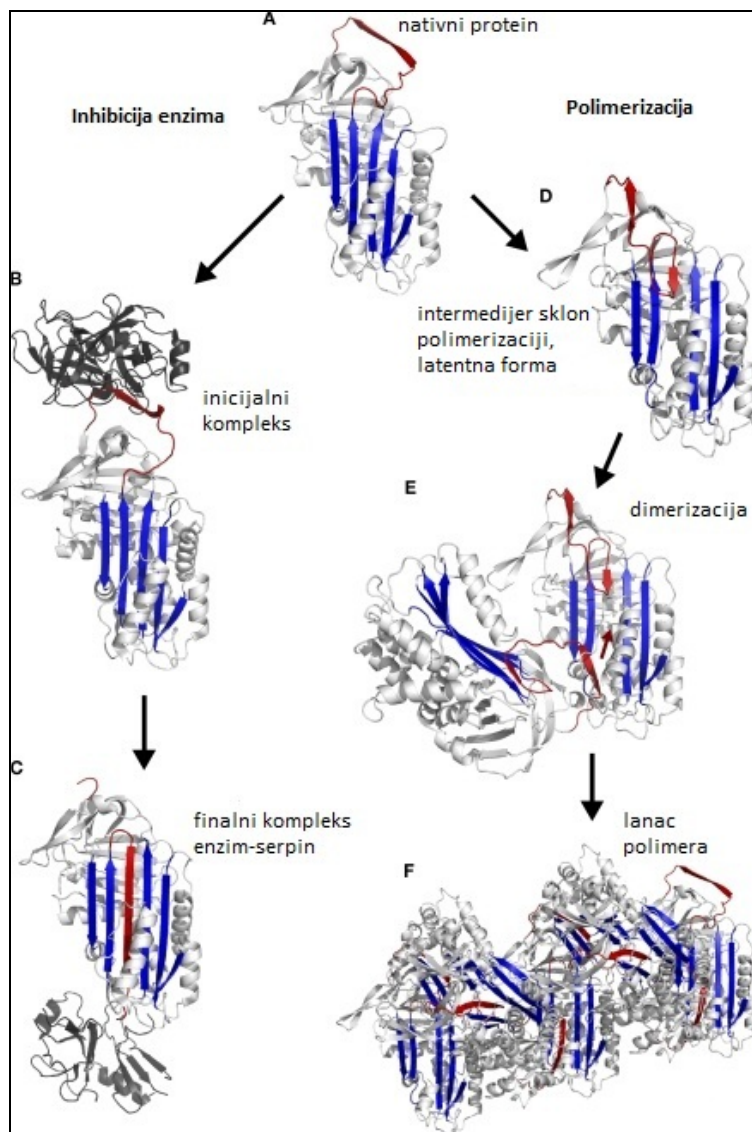 A
nativni protein
Inhibicija enzima
Polimerizacija
D
B
intermedijer sklon
polimerizaciji,
latentna forma
inicijalni
kompleks
E
dimerizacija
C
finalni kompleks
enzim-serpin
lanac
polimera
F